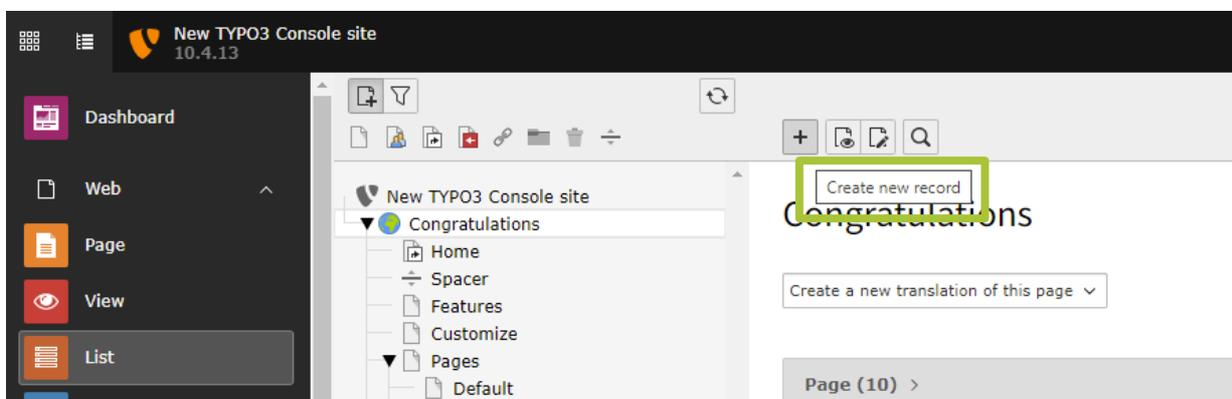 New TYPO3 Console site
10.4.13
Dashboard
Web
Page
View
List
New TYPO3 Console site
Congratulations
Home
Spacer
Features
Customize
Pages
Default
Create new record
Congratulations
Create a new translation of this page
Page (10) >